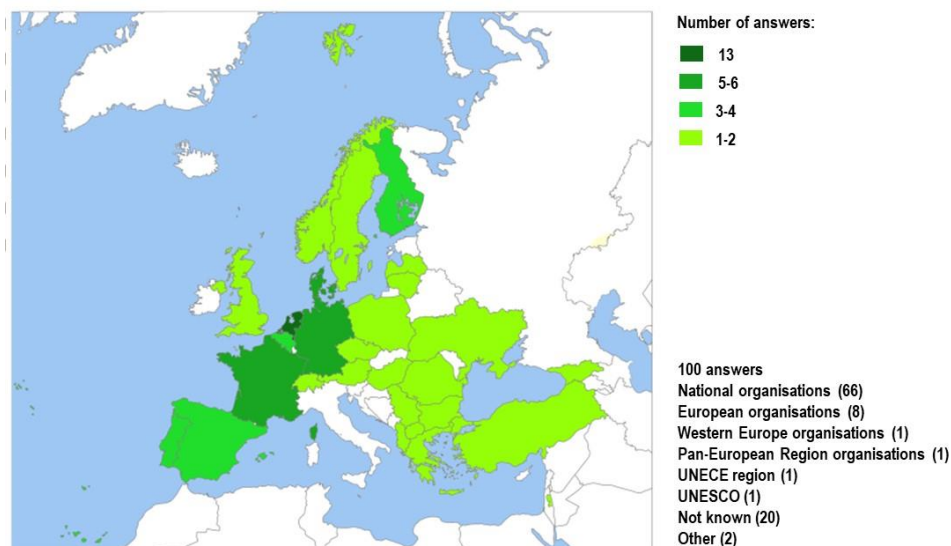 Number of answers:
13
5-6
3-4
1-2
100 answers
National organisations (66)
European organisations (8)
Western Europe organisations (1)
Pan-European Region organisations (1)
UNECE region (1)
UNESCO (1)
Not known (20)
Other (2)